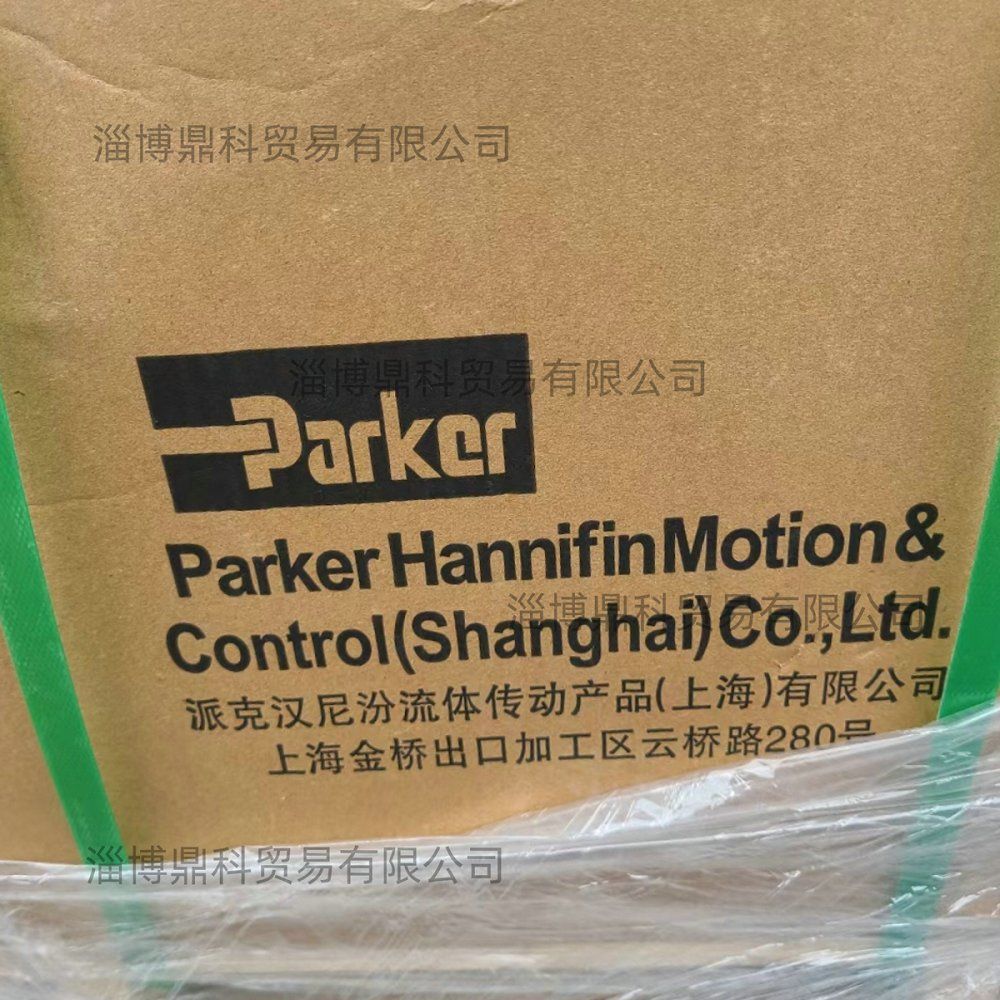 淄博鼎科贸易有限公司
淄博鼎科贸易有限公司
Parker
Parker Hannifin Motion &
淄博鼎科贸易有限公司
Control(Shanghai)Co.,Ltd.
派克汉尼汾流体传动产品(上海)有限公司
上海金桥出口加工区云桥路280号
淄博鼎科贸易有限公司